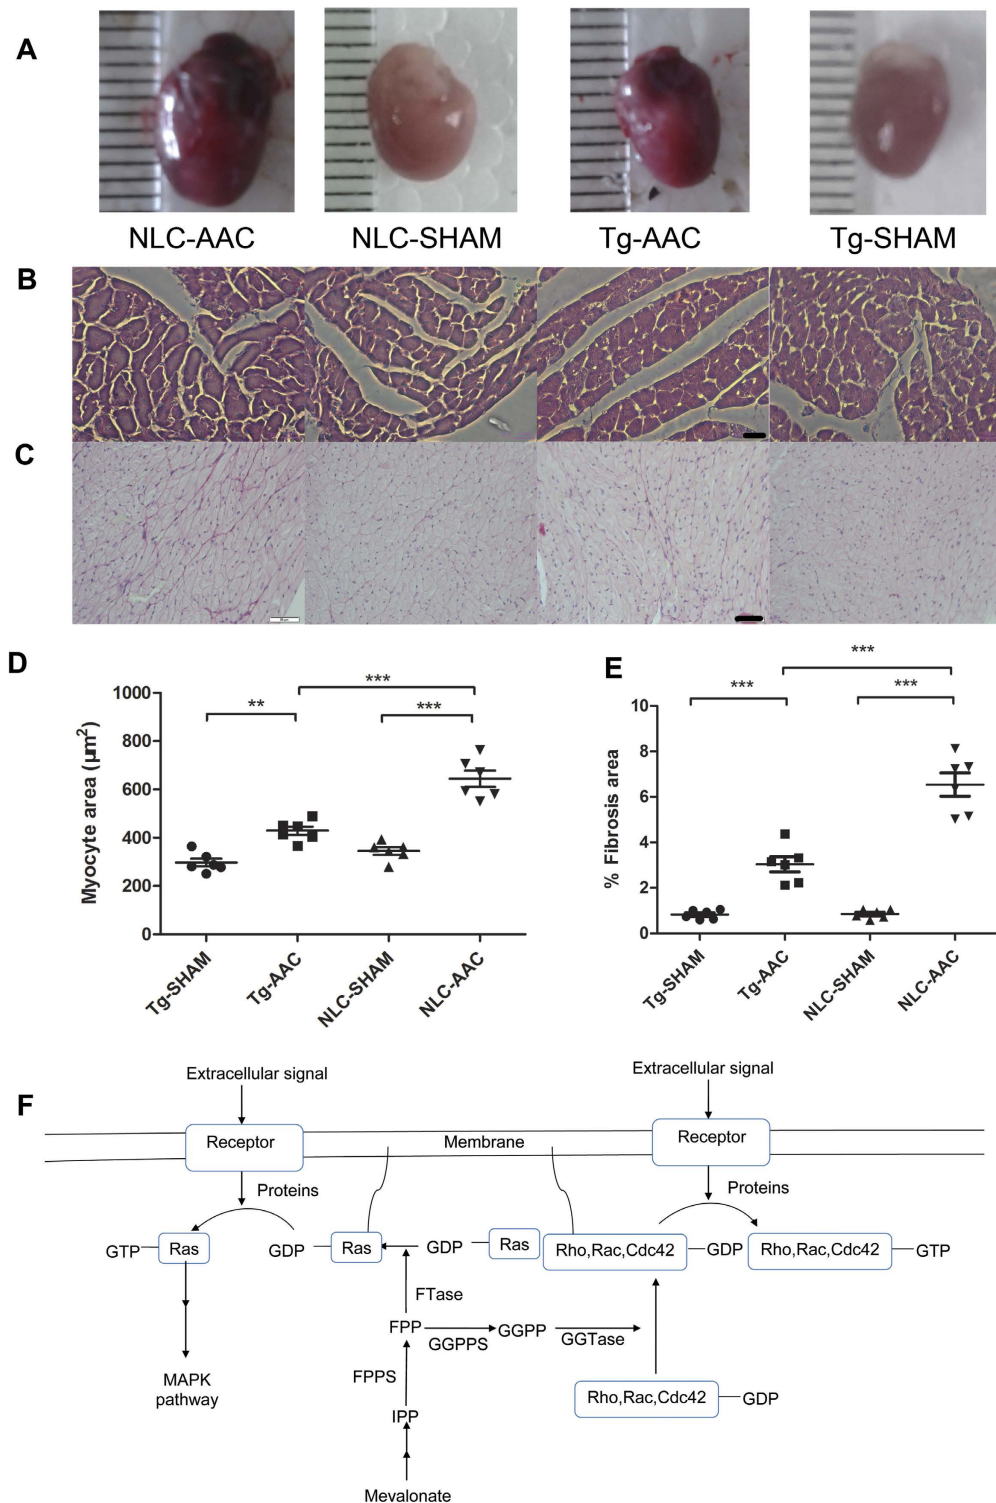 A
NLC-AAC
NLC-SHAM
Tg-AAC
Tg-SHAM
B
C
D
Myocyte area (µm²)
1000
800
600
400
200
0
**
***
***
Tg-SHAM
Tg-AAC
NLC-SHAM
NLC-AAC
E
% Fibrosis area
10
8
6
4
2
0
***
***
***
Tg-SHAM
Tg-AAC
NLC-SHAM
NLC-AAC
F
Extracellular signal
Extracellular signal
Receptor
Membrane
Receptor
Proteins
Proteins
GTP
Ras
GDP
Ras
GDP
Ras
Rho,Rac,Cdc42
GDP
Rho,Rac,Cdc42
GTP
FTase
FPP
GGPPS
GGPP
GGTase
MAPK
pathway
FPPS
IPP
Rho,Rac,Cdc42
GDP
Mevalonate